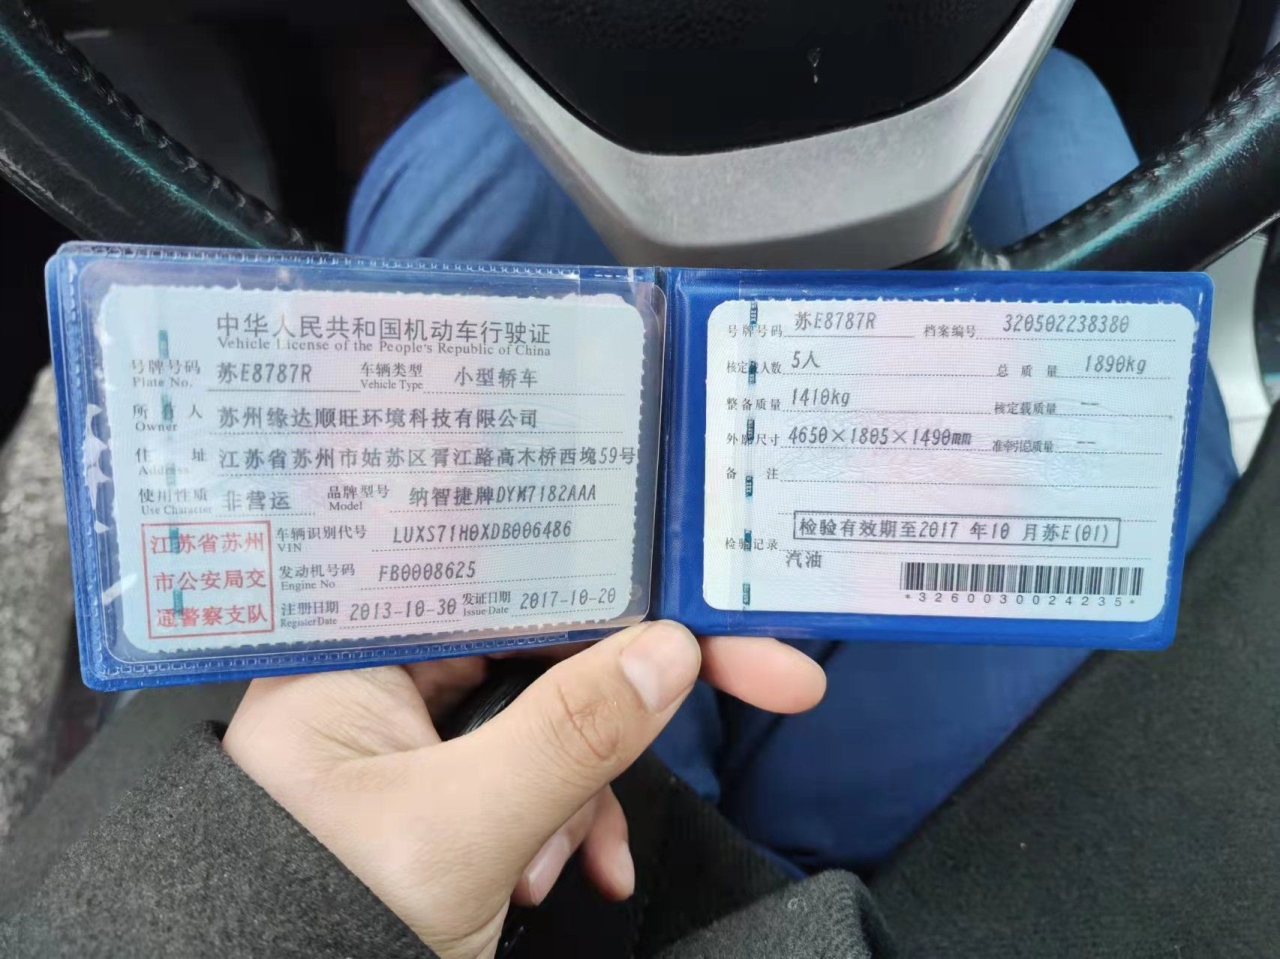 中华人民共和国机动车行驶证
Vehicle License of the People's Republic of China
号牌号码 苏E8787R 车辆类型 小型轿车
Plate No. Vehicle Type
所有人 苏州缘达顺旺环境科技有限公司
Owner
住址 江苏省苏州市姑苏区胥江路高木桥西堍59号
Address
使用性质 非营运 品牌型号 纳智捷牌DYM7182AAA
Use Character Model
江苏省苏州
市公安局交
通警察支队
车辆识别代号 LUXS71H0XDB006486
VIN
发动机号码 FB0008625
Engine No
注册日期 2013-10-30 发证日期 2017-10-20
Register Date Issue Date
号牌号码 苏E8787R 档案编号 320502238380
核定载人数 5人 总质量 1890kg
整备质量 1410kg 核定载质量 --
外廓尺寸 4650×1805×1490mm 准牵引总质量 --
备注
检验有效期至2017 年10 月苏E(01)
检验记录
汽油
*3260030024235*